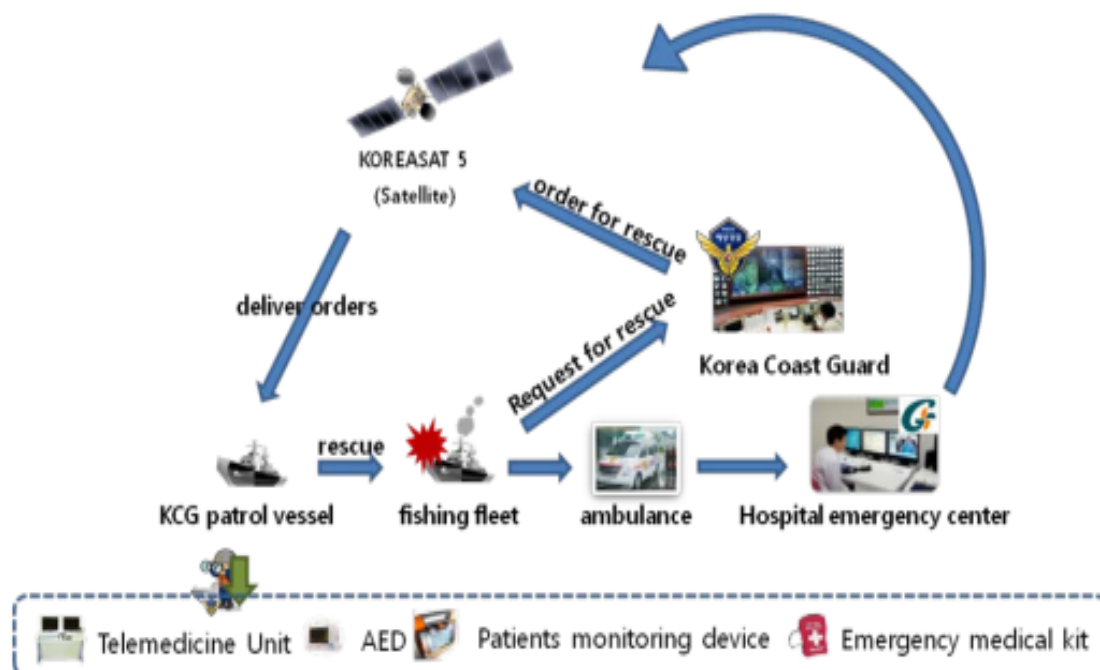 KOREASAT 5
(Satellite)
order for rescue
deliver orders
Request for rescue
Korea Coast Guard
rescue
KCG patrol vessel
fishing fleet
ambulance
Hospital emergency center
Telemedicine Unit
AED
Patients monitoring device
Emergency medical kit